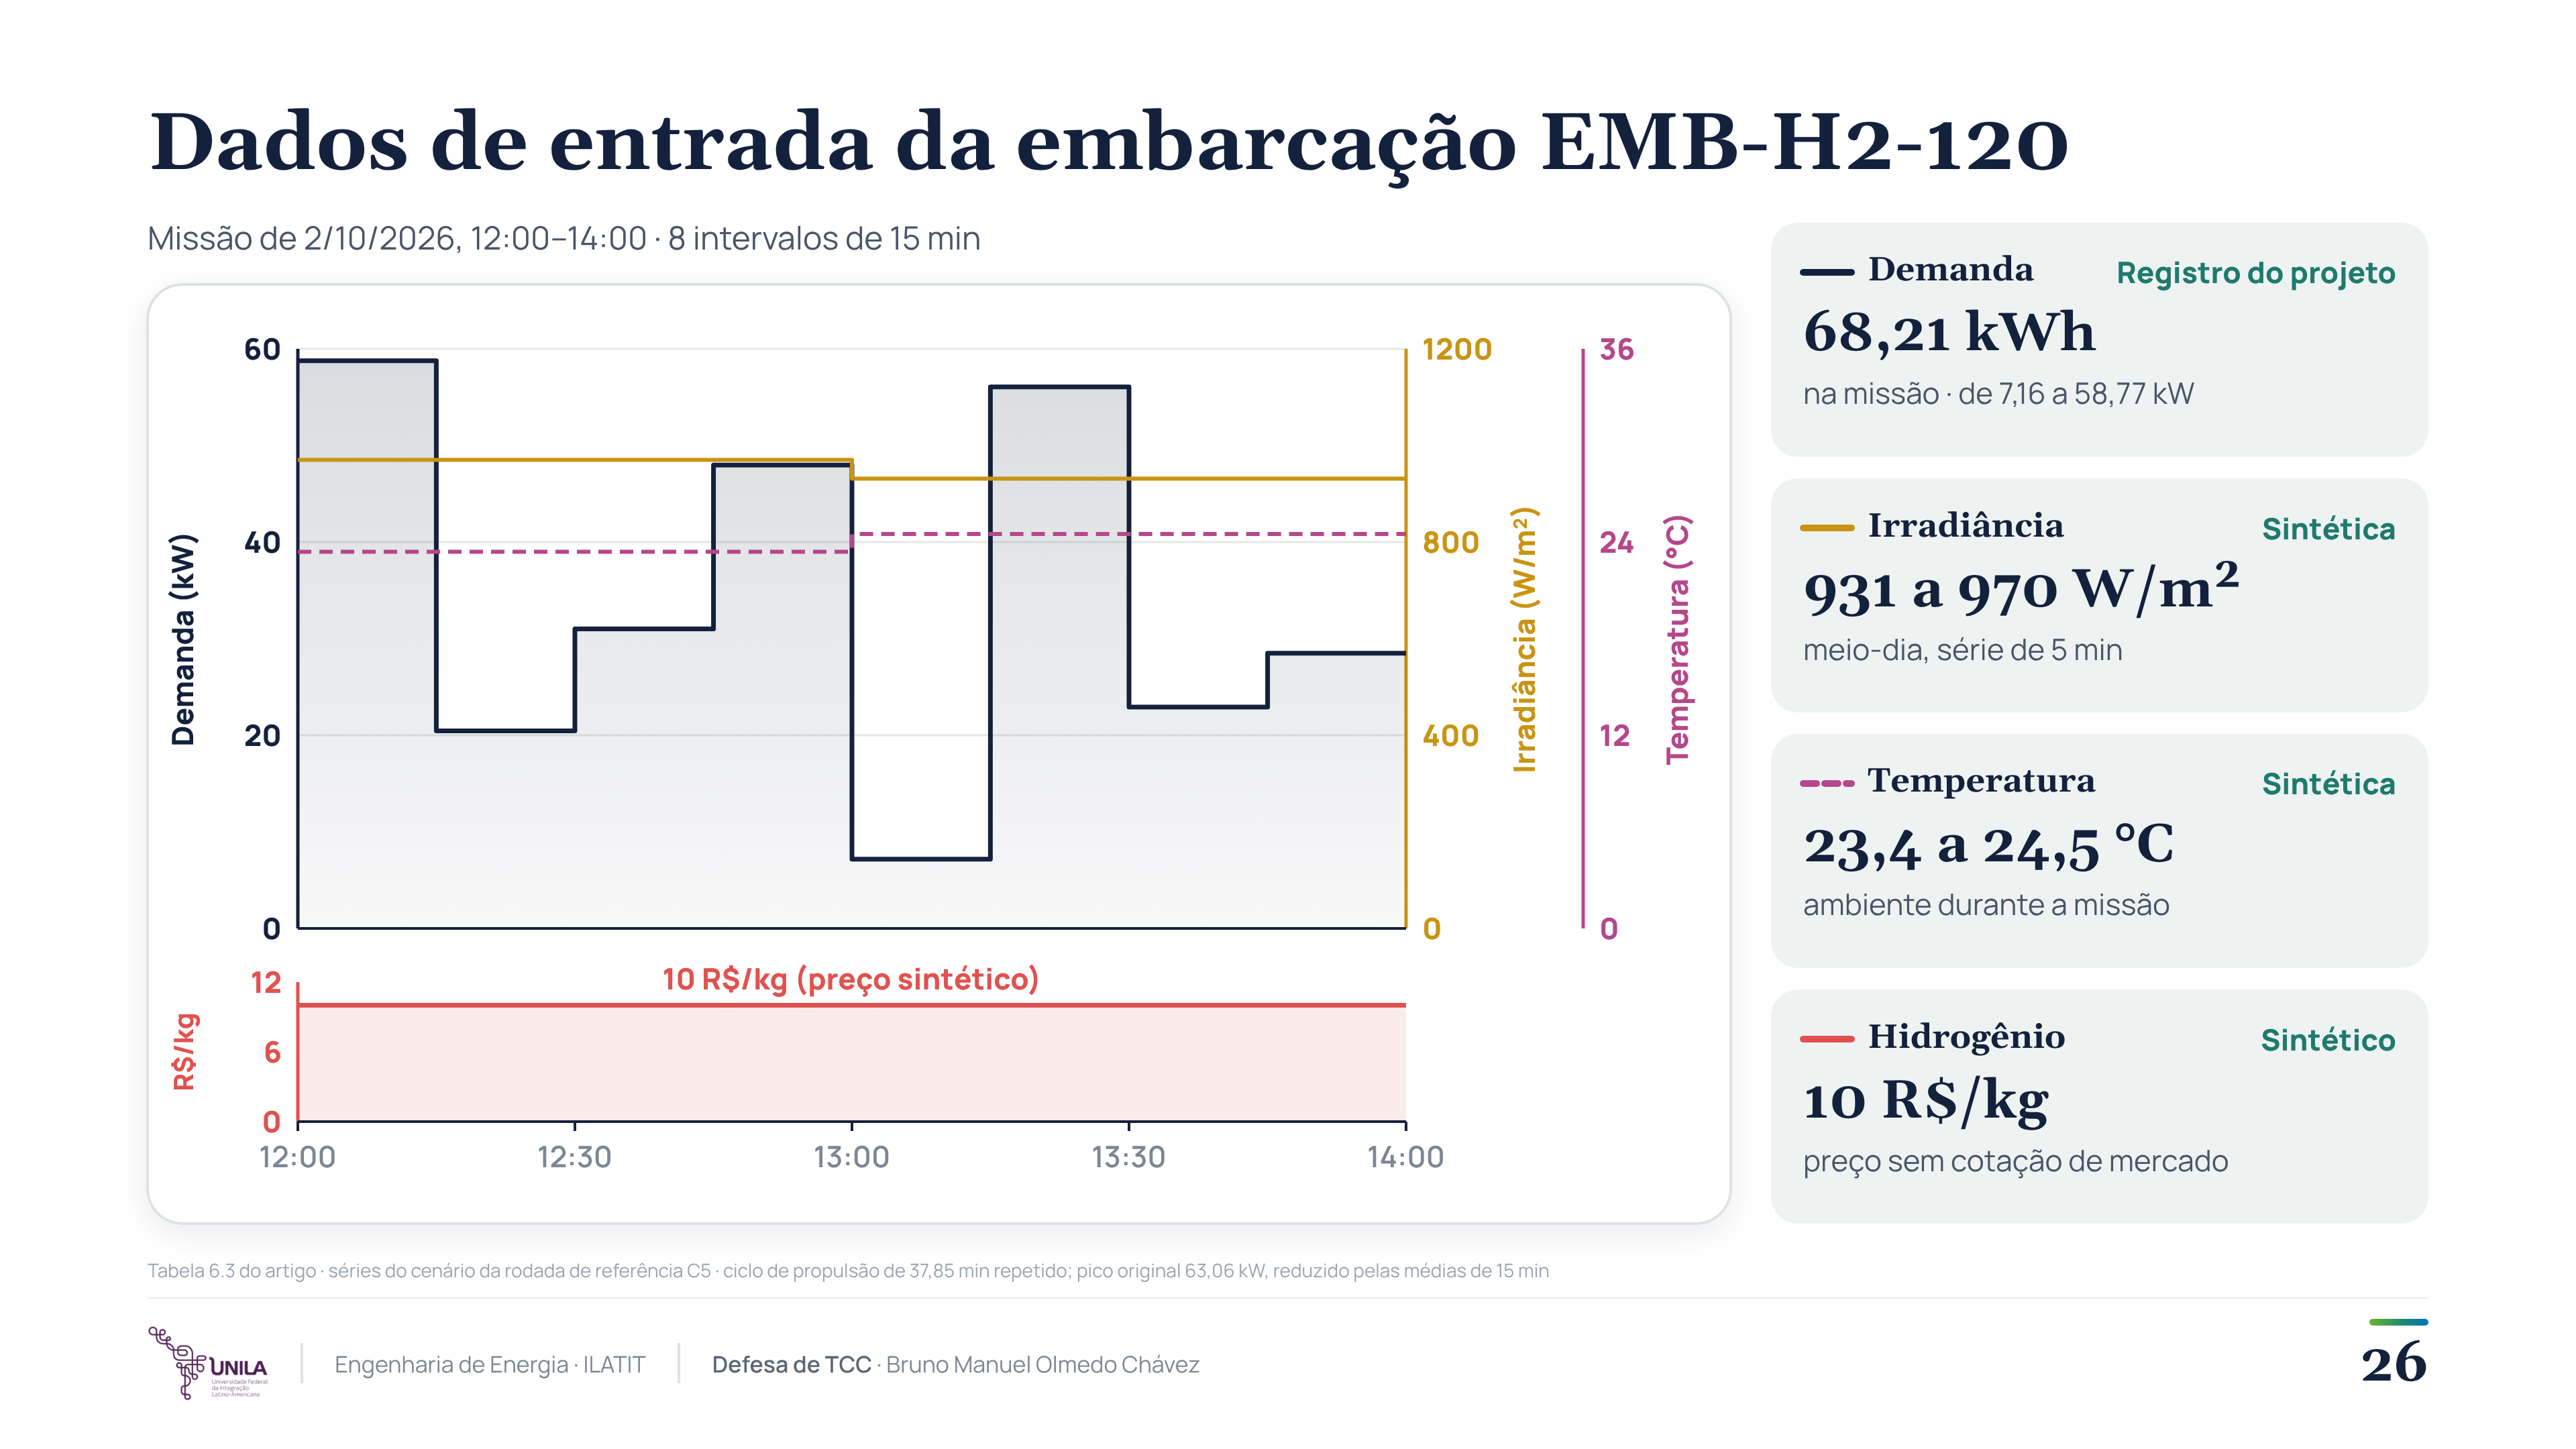 Dados de entrada da embarcação EMB-H2-120
Missão de 2/10/2026, 12:00–14:00 · 8 intervalos de 15 min
60
40
20
0
Demanda (kW)
1200
800
400
0
Irradiância (W/m²)
36
24
12
0
Temperatura (°C)
10 R$/kg (preço sintético)
12
6
0
R$/kg
12:00
12:30
13:00
13:30
14:00
Demanda
Registro do projeto
68,21 kWh
na missão · de 7,16 a 58,77 kW
Irradiância
Sintética
931 a 970 W/m²
meio-dia, série de 5 min
Temperatura
Sintética
23,4 a 24,5 °C
ambiente durante a missão
Hidrogênio
Sintético
10 R$/kg
preço sem cotação de mercado
Tabela 6.3 do artigo · séries do cenário da rodada de referência C5 · ciclo de propulsão de 37,85 min repetido; pico original 63,06 kW, reduzido pelas médias de 15 min
UNILA
Universidade Federal
da Integração
Latino-Americana
Engenharia de Energia · ILATIT
Defesa de TCC · Bruno Manuel Olmedo Chávez
26